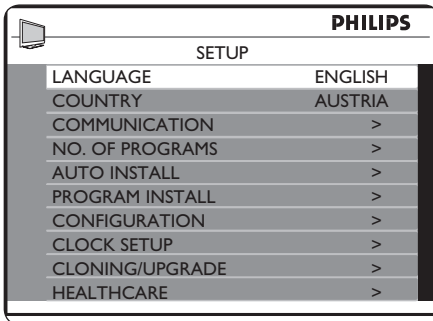 PHILIPS
SETUP
LANGUAGE ENGLISH
COUNTRY AUSTRIA
COMMUNICATION >
NO. OF PROGRAMS >
AUTO INSTALL >
PROGRAM INSTALL >
CONFIGURATION >
CLOCK SETUP >
CLONING/UPGRADE >
HEALTHCARE >